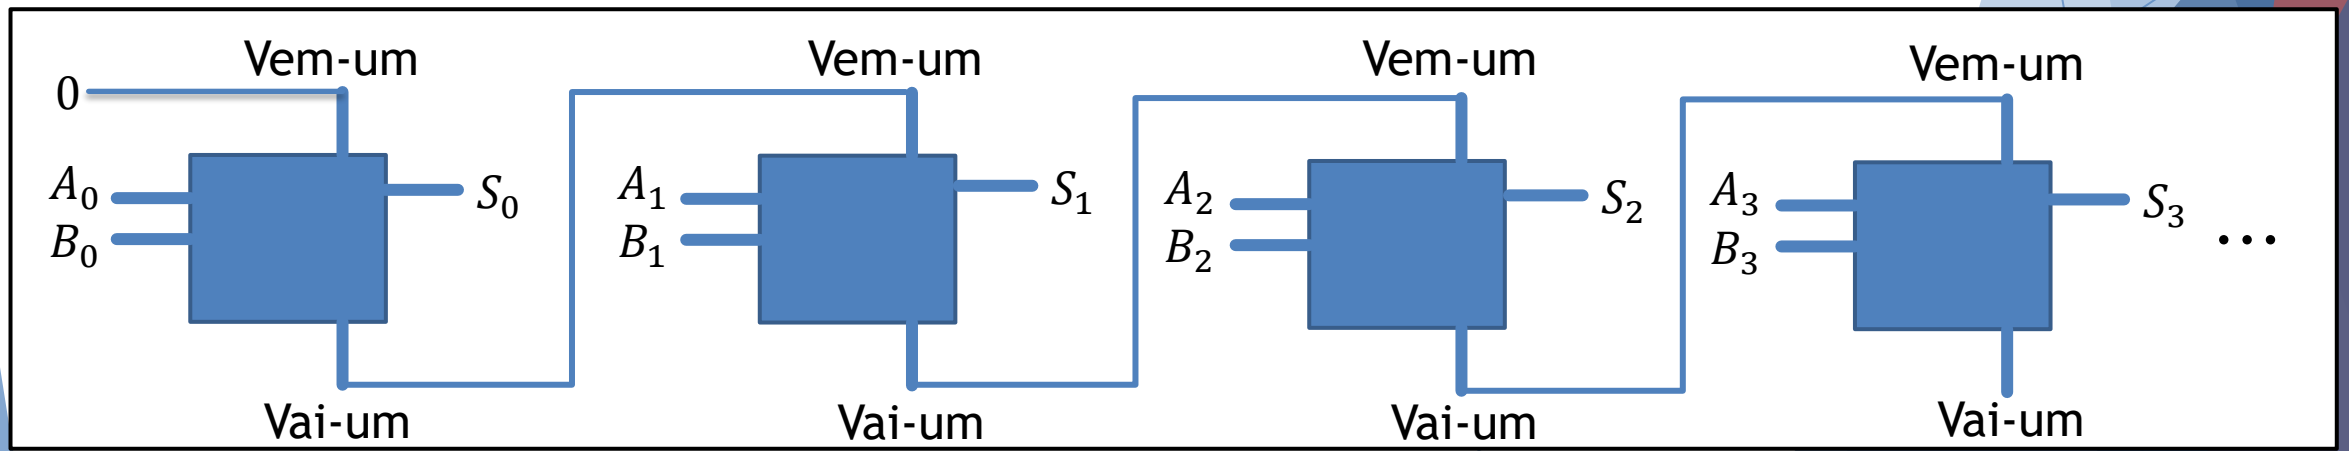 Vem-um Vem-um Vem-um Vem-um
0
A0 S0 A1 S1 A2 S2 A3 S3
B0 B1 B2 B3 ...
Vai-um Vai-um Vai-um Vai-um